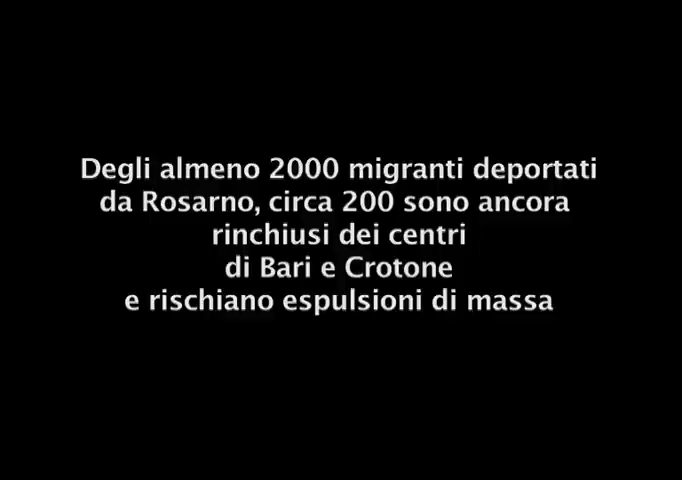 Degli almeno 2000 migranti deportati
da Rosarno, circa 200 sono ancora
rinchiusi dei centri
di Bari e Crotone
e rischiano espulsioni di massa